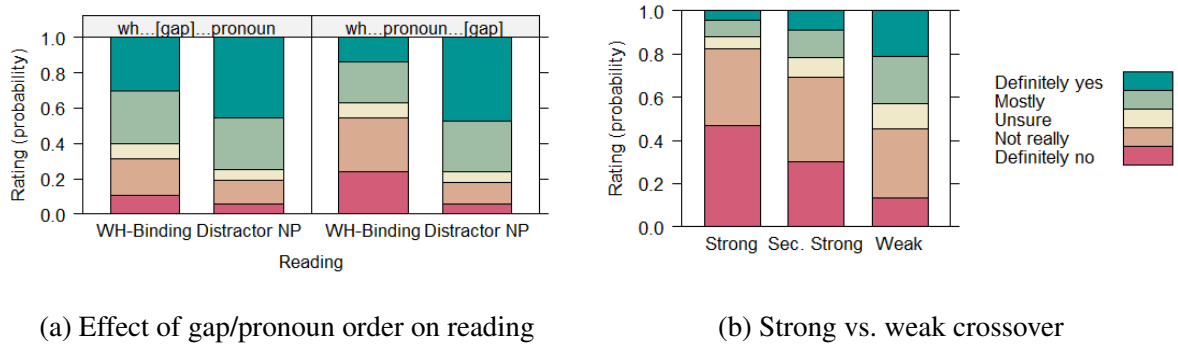 wh...[gap]...pronoun wh...pronoun...[gap]
Rating (probability)
1.0
0.8
0.6
0.4
0.2
0.0
WH-Binding Distractor NP WH-Binding Distractor NP
Reading
(a) Effect of gap/pronoun order on reading
Rating (probability)
1.0
0.8
0.6
0.4
0.2
0.0
Strong Sec. Strong Weak
Definitely yes
Mostly
Unsure
Not really
Definitely no
(b) Strong vs. weak crossover